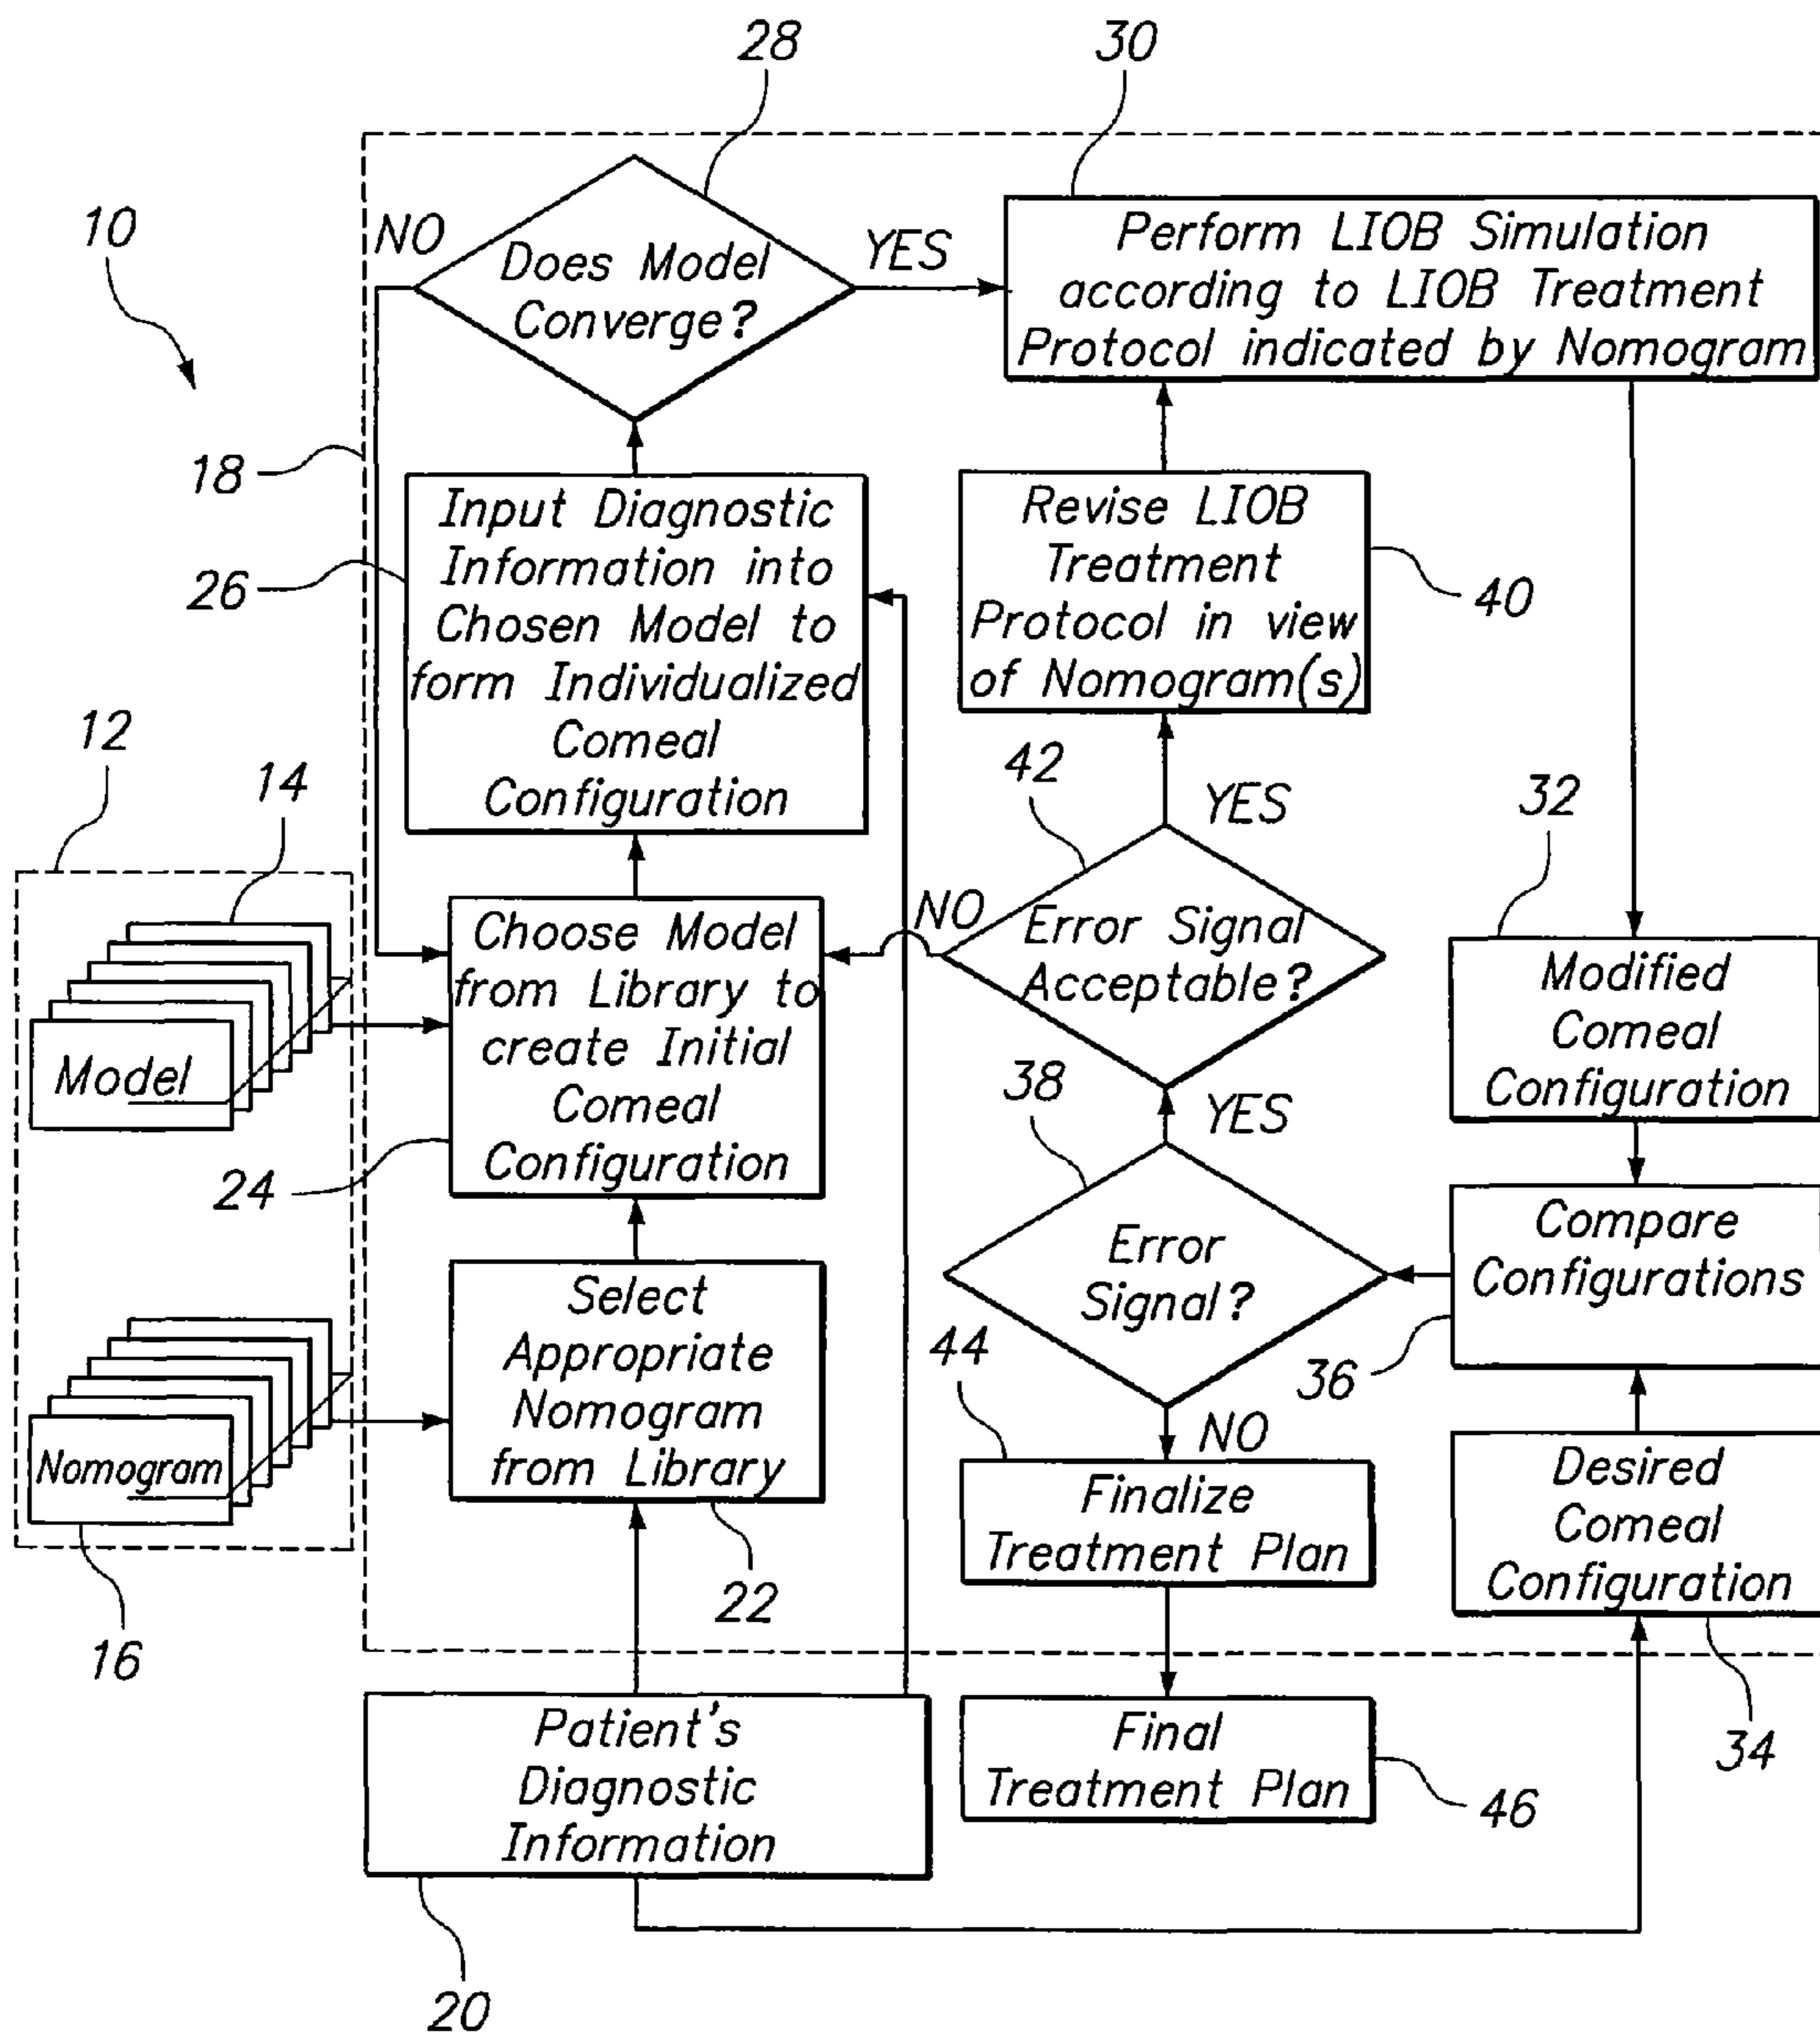 28
30
10
NO
Does Model
Converge?
YES
Perform LIOB Simulation
according to LIOB Treatment
Protocol indicated by Nomogram
18
26
Input Diagnostic
Information into
Chosen Model to
form Individualized
Comeal
Configuration
Revise LIOB
Treatment
Protocol in view
of Nomogram(s)
40
12
14
Model
24
Choose Model
from Library to
create Initial
Comeal
Configuration
NO
42
YES
Error Signal
Acceptable?
32
Modified
Comeal
Configuration
38
YES
Error
Signal?
Compare
Configurations
36
Nomogram
16
Select
Appropriate
Nomogram
from Library
22
44
NO
Finalize
Treatment Plan
Desired
Comeal
Configuration
34
Patient's
Diagnostic
Information
20
Final
Treatment Plan
46